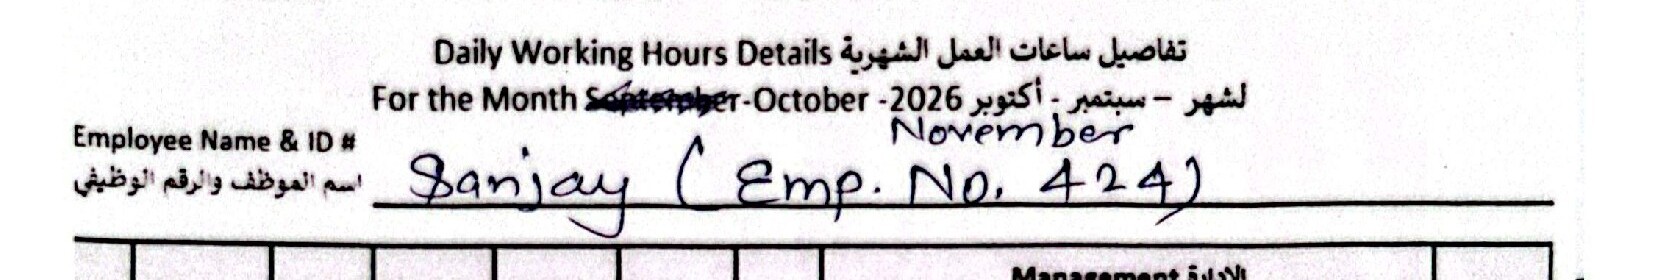 Daily Working Hours Details تفاصيل ساعات العمل الشهرية
For the Month September-October -2026 لشهر – سبتمبر - أكتوبر
November
Employee Name & ID #
اسم الموظف والرقم الوظيفي
Sanjay (Emp. No. 424)
Management الإدارة